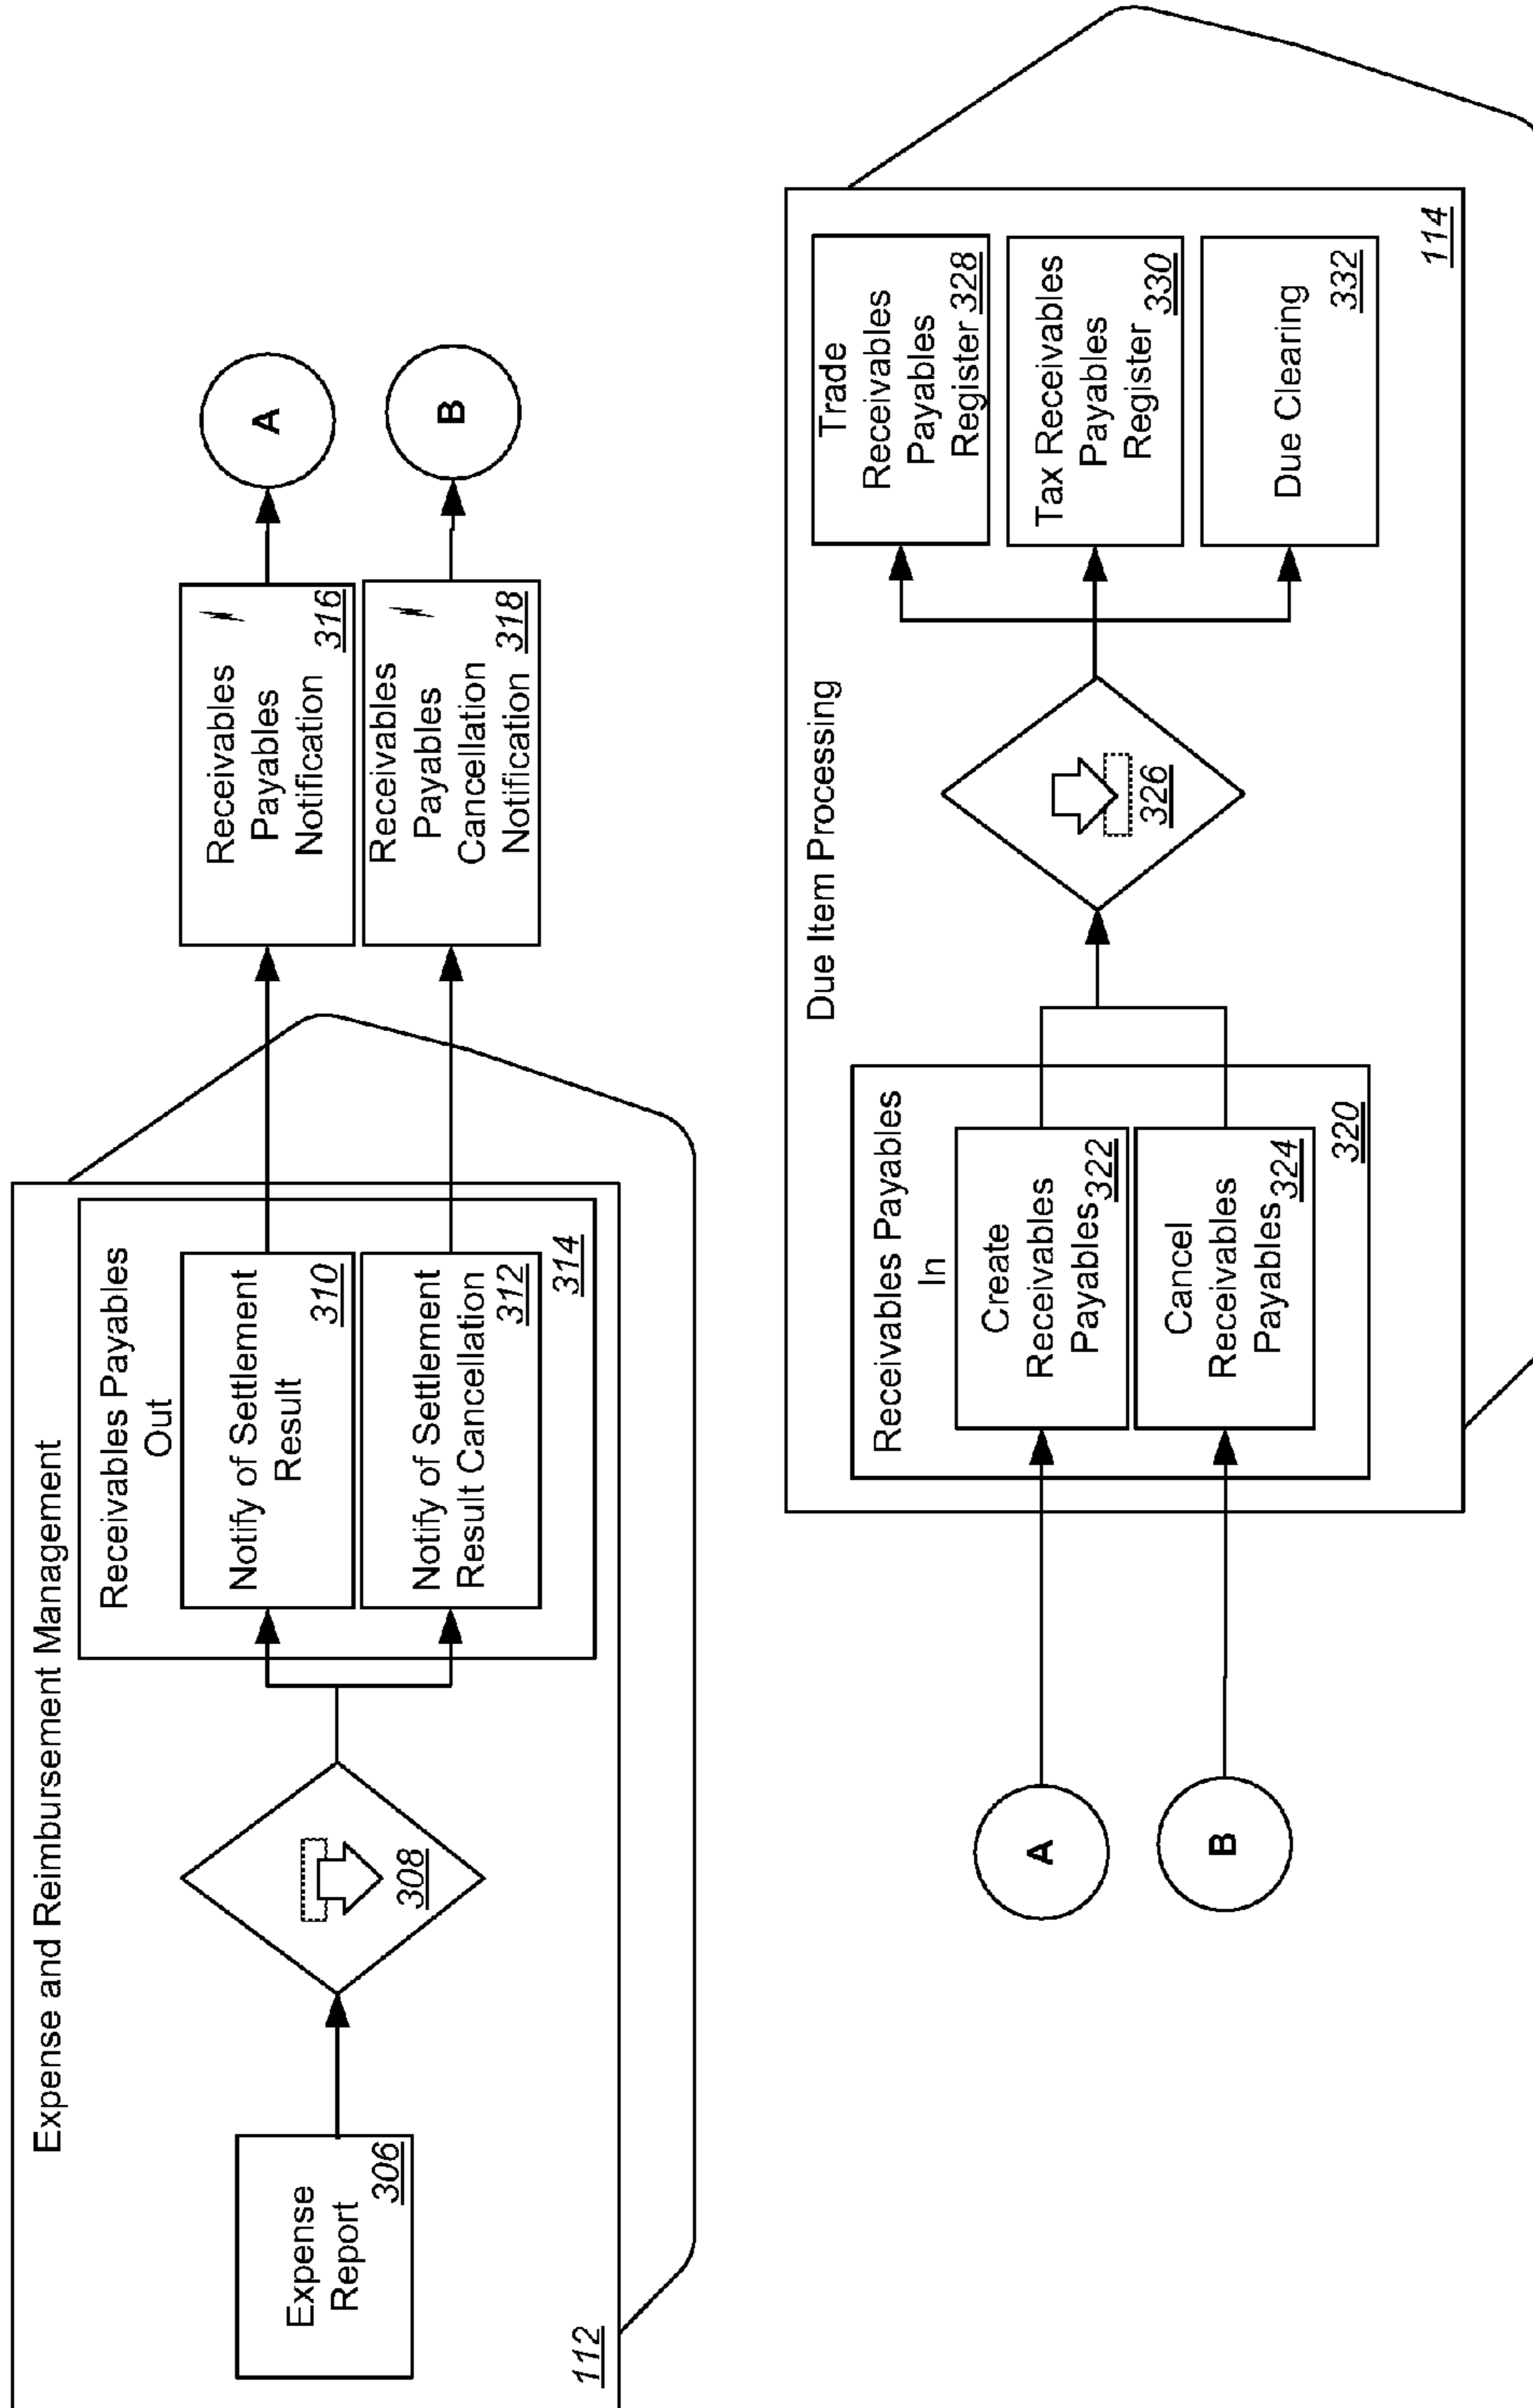 Expense and Reimbursement Management
Expense
Report
306
308
Receivables Payables
Out
Notify of Settlement
Result
310
Notify of Settlement
Result Cancellation
312
314
112
Receivables
Payables
Notification
316
Receivables
Payables
Cancellation
Notification
318
A
B
A
B
Due Item Processing
Receivables Payables
In
Create
Receivables
Payables 322
Cancel
Receivables
Payables 324
320
326
Trade
Receivables
Payables
Register 328
Tax Receivables
Payables
Register 330
Due Clearing
332
114